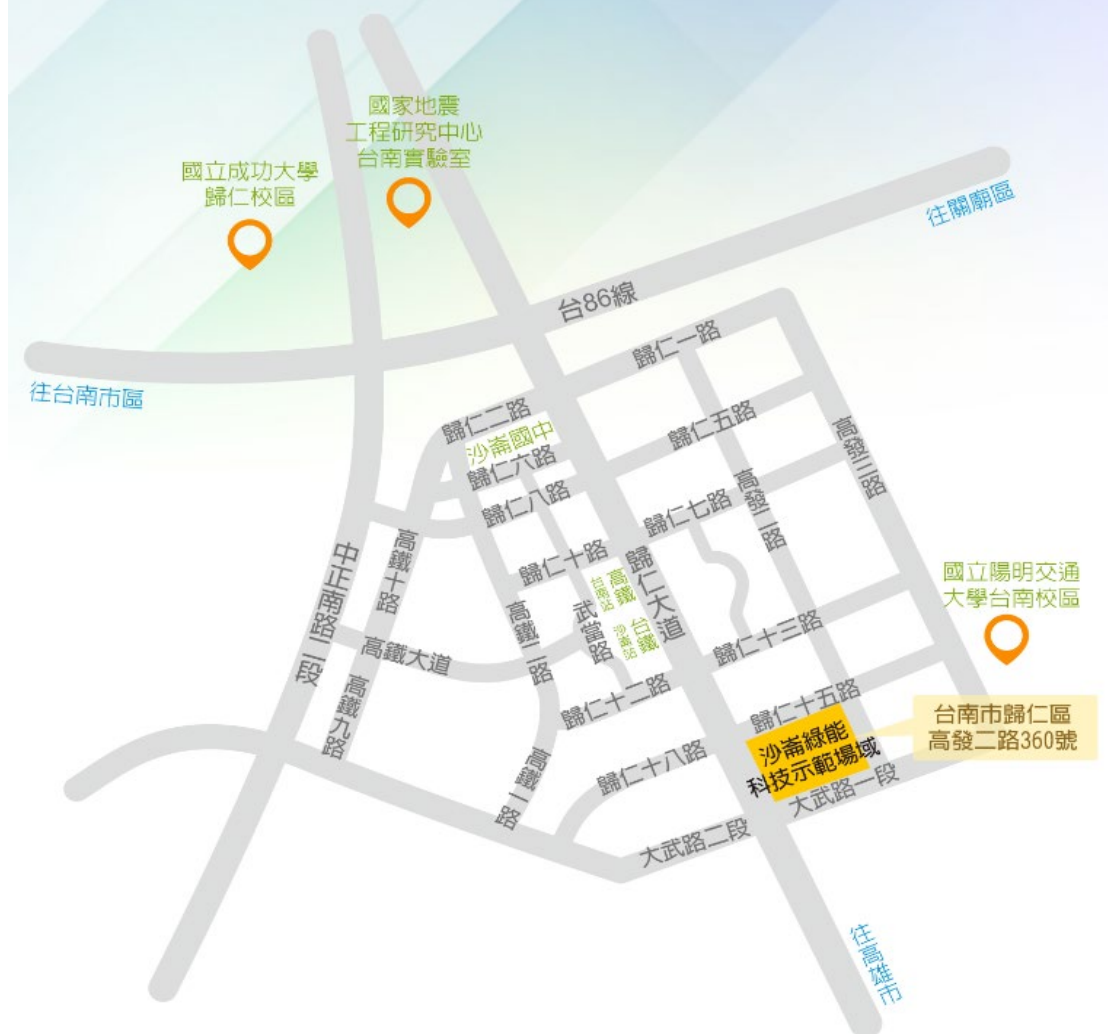 國家地震
工程研究中心
台南實驗室
國立成功大學
歸仁校區
往關廟區
台86線
歸仁一路
往台南市區
歸仁二路
沙崙國中
歸仁五路
高發三路
歸仁六路
歸仁八路
高發二路
歸仁七路
高鐵十路
中正南路二段
歸仁十路
歸仁大道
高鐵
台南站
台鐵
沙崙站
武當路
高鐵二路
國立陽明交通
大學台南校區
高鐵大道
歸仁十三路
高鐵九路
歸仁十二路
歸仁十五路
台南市歸仁區
高發二路360號
沙崙綠能
科技示範場域
高鐵一路
歸仁十八路
大武路一段
大武路二段
往高雄市